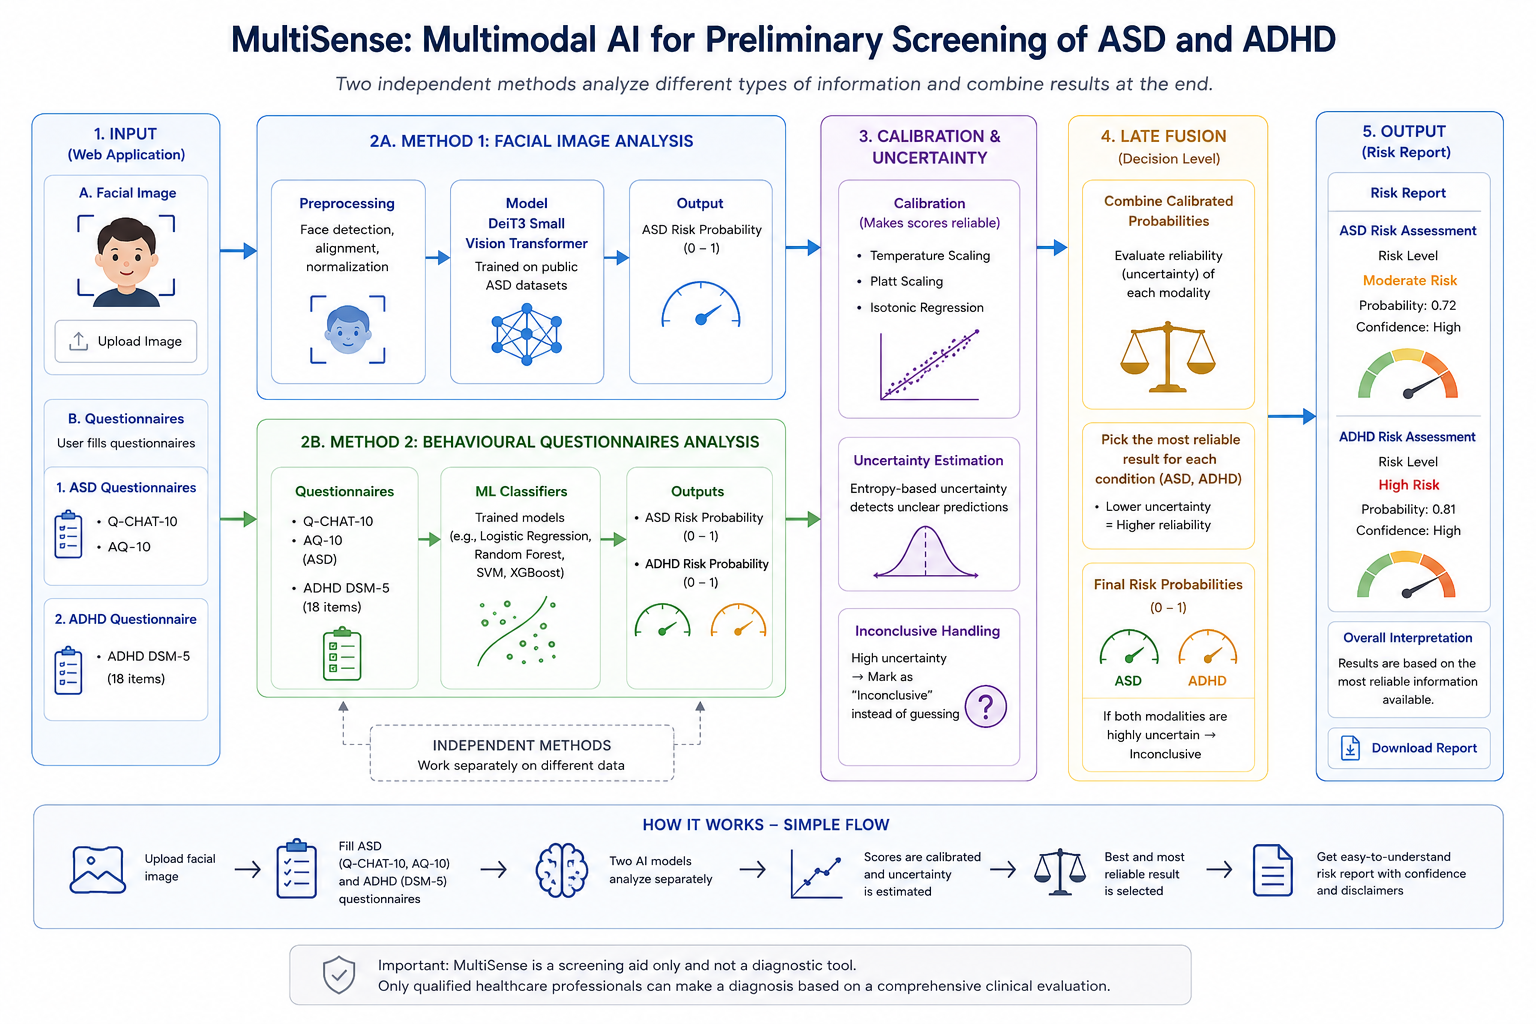 MultiSense: Multimodal AI for Preliminary Screening of ASD and ADHD
Two independent methods analyze different types of information and combine results at the end.
1. INPUT
(Web Application)
A. Facial Image
Upload Image
B. Questionnaires
User fills questionnaires
1. ASD Questionnaires
• Q-CHAT-10
• AQ-10
2. ADHD Questionnaire
• ADHD DSM-5
(18 items)
2A. METHOD 1: FACIAL IMAGE ANALYSIS
Preprocessing
Face detection,
alignment,
normalization
Model
DeiT3 Small
Vision Transformer
Trained on public
ASD datasets
Output
ASD Risk Probability
(0 – 1)
2B. METHOD 2: BEHAVIOURAL QUESTIONNAIRES ANALYSIS
Questionnaires
• Q-CHAT-10
• AQ-10
(ASD)
• ADHD DSM-5
(18 items)
ML Classifiers
Trained models
(e.g., Logistic Regression,
Random Forest,
SVM, XGBoost)
Outputs
• ASD Risk Probability
(0 – 1)
• ADHD Risk Probability
(0 – 1)
INDEPENDENT METHODS
Work separately on different data
3. CALIBRATION &
UNCERTAINTY
Calibration
(Makes scores reliable)
• Temperature Scaling
• Platt Scaling
• Isotonic Regression
Uncertainty Estimation
Entropy-based uncertainty
detects unclear predictions
Inconclusive Handling
High uncertainty
→ Mark as
“Inconclusive”
instead of guessing
?
4. LATE FUSION
(Decision Level)
Combine Calibrated
Probabilities
Evaluate reliability
(uncertainty) of
each modality
Pick the most reliable
result for each
condition (ASD, ADHD)
• Lower uncertainty
= Higher reliability
Final Risk Probabilities
(0 – 1)
ASD
ADHD
If both modalities are
highly uncertain →
Inconclusive
5. OUTPUT
(Risk Report)
Risk Report
ASD Risk Assessment
Risk Level
Moderate Risk
Probability: 0.72
Confidence: High
ADHD Risk Assessment
Risk Level
High Risk
Probability: 0.81
Confidence: High
Overall Interpretation
Results are based on the
most reliable information
available.
Download Report
HOW IT WORKS – SIMPLE FLOW
Upload facial
image
Fill ASD
(Q-CHAT-10, AQ-10)
and ADHD (DSM-5)
questionnaires
Two AI models
analyze separately
Scores are calibrated
and uncertainty
is estimated
Best and most
reliable result
is selected
Get easy-to-understand
risk report with confidence
and disclaimers
Important: MultiSense is a screening aid only and not a diagnostic tool.
Only qualified healthcare professionals can make a diagnosis based on a comprehensive clinical evaluation.